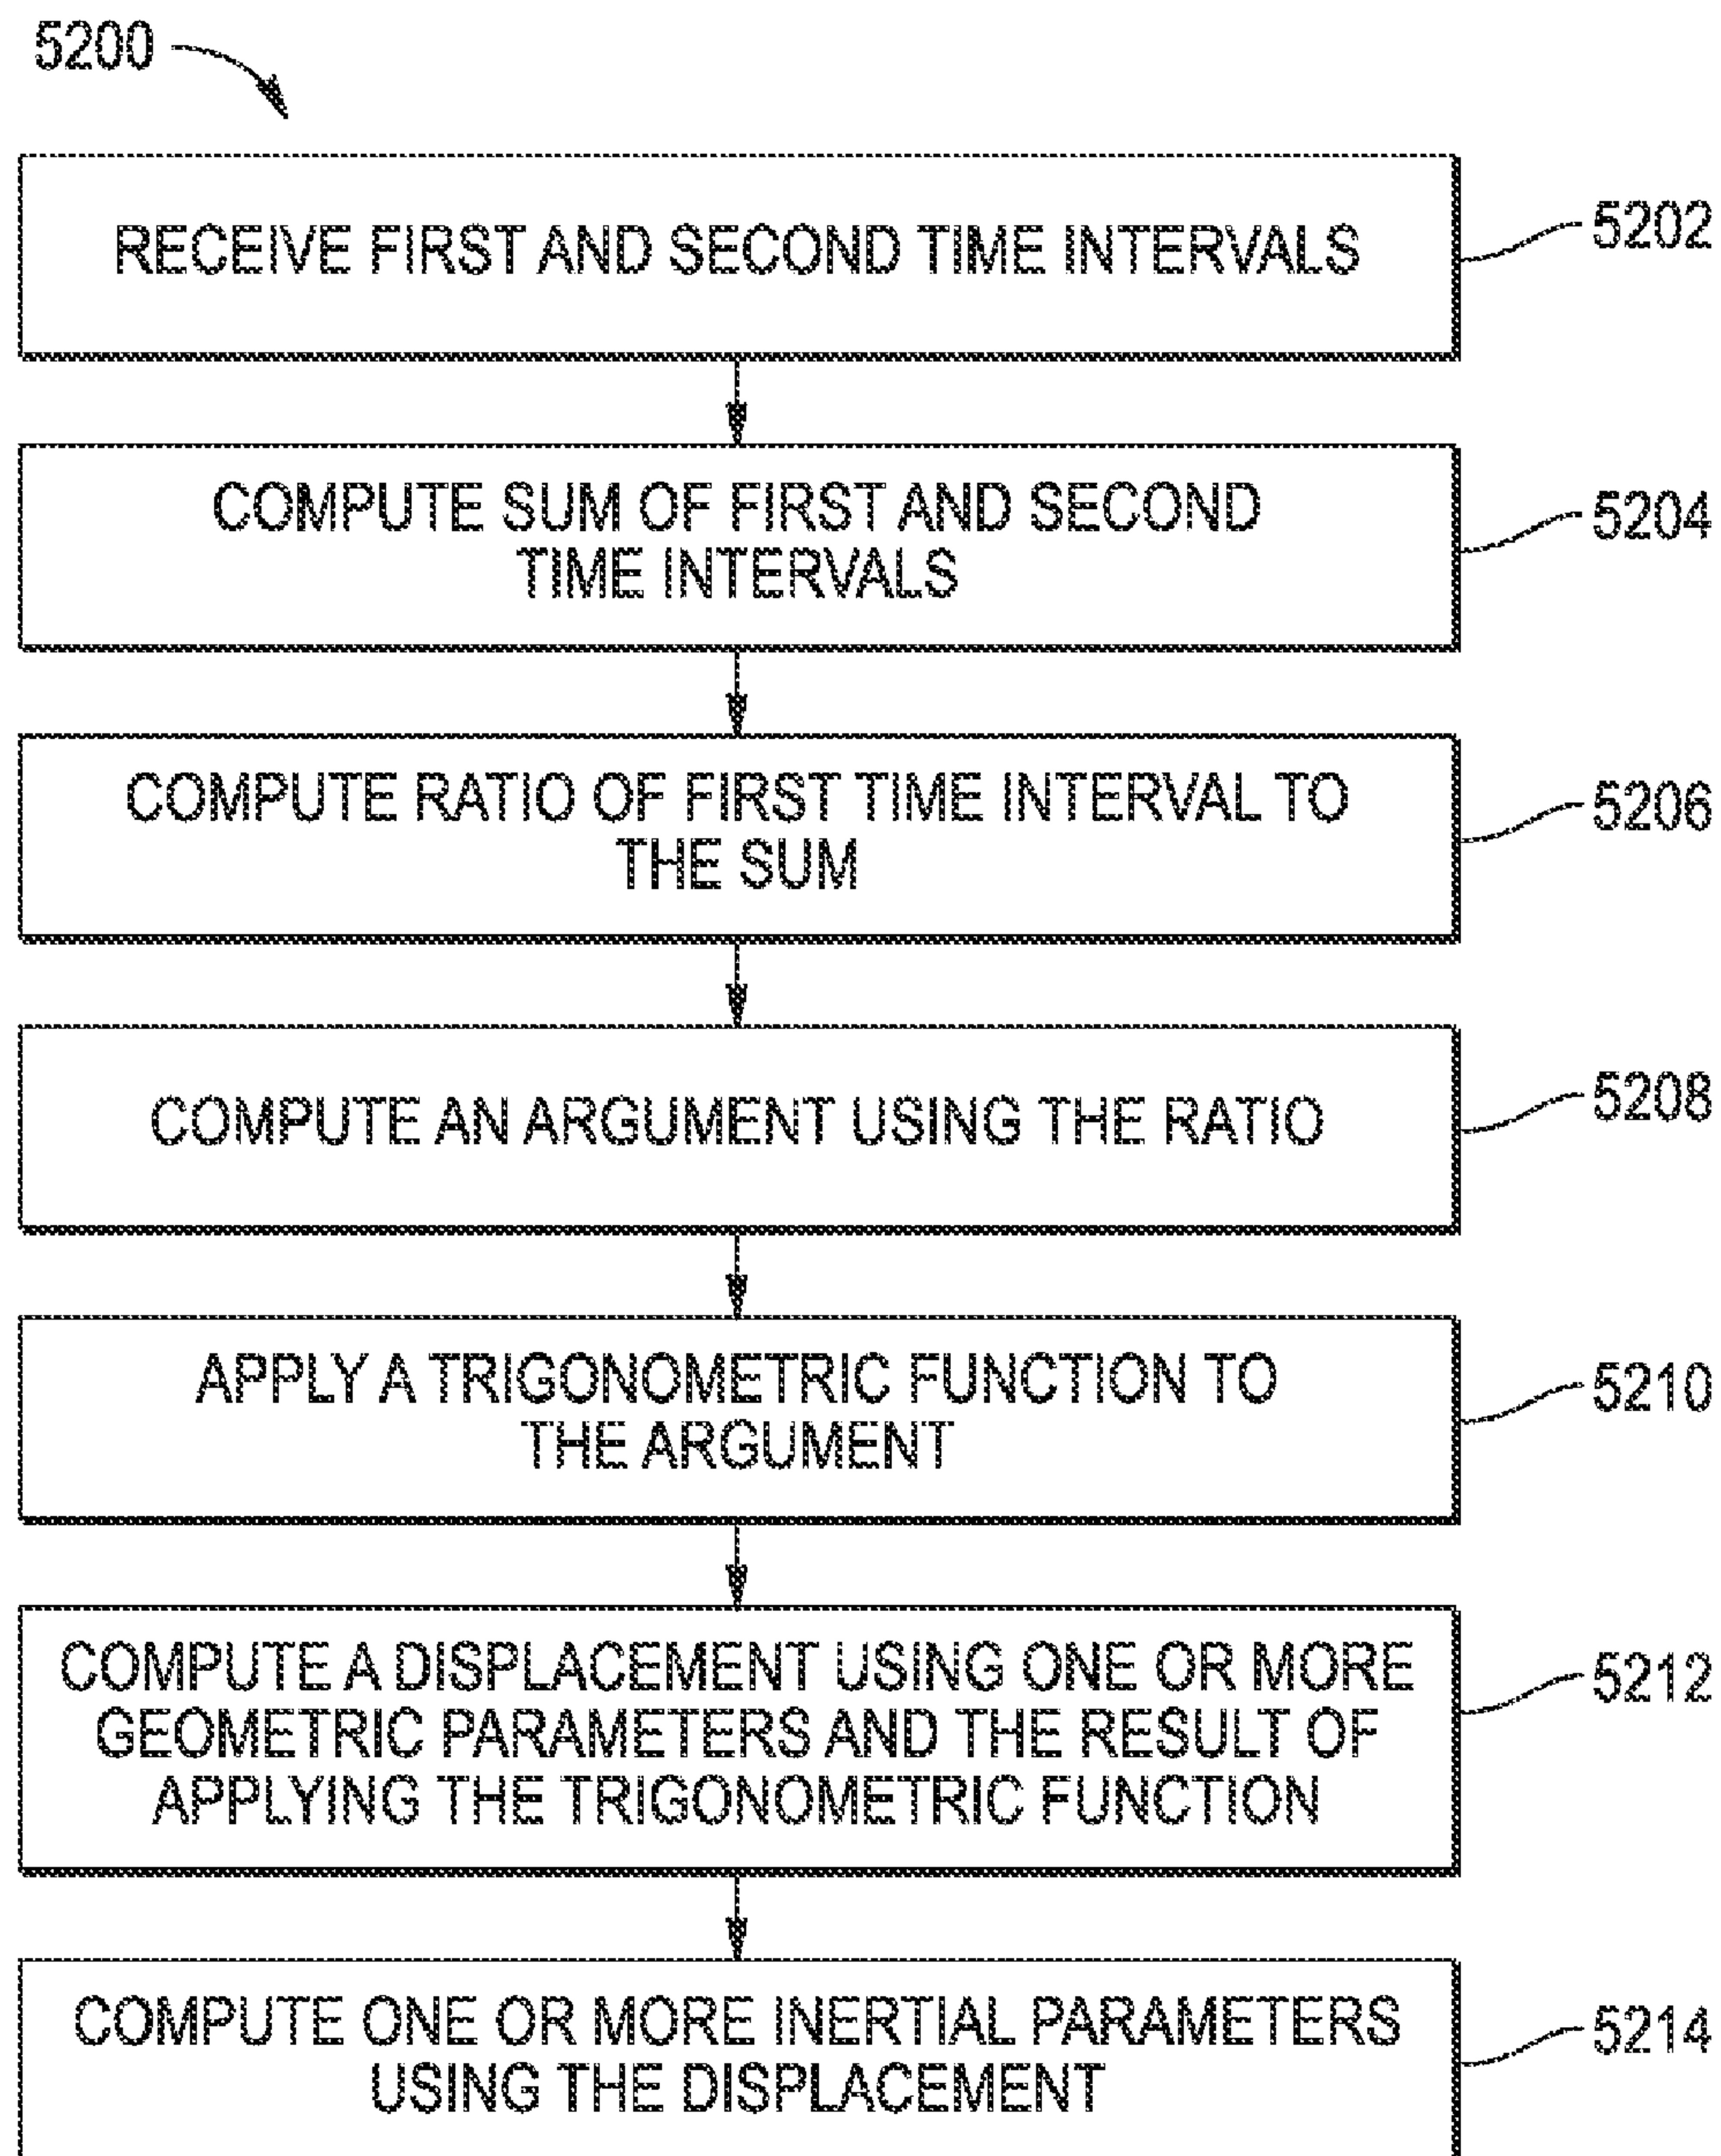 5200
RECEIVE FIRST AND SECOND TIME INTERVALS
5202
COMPUTE SUM OF FIRST AND SECOND
TIME INTERVALS
5204
COMPUTE RATIO OF FIRST TIME INTERVAL TO
THE SUM
5206
COMPUTE AN ARGUMENT USING THE RATIO
5208
APPLY A TRIGONOMETRIC FUNCTION TO
THE ARGUMENT
5210
COMPUTE A DISPLACEMENT USING ONE OR MORE
GEOMETRIC PARAMETERS AND THE RESULT OF
APPLYING THE TRIGONOMETRIC FUNCTION
5212
COMPUTE ONE OR MORE INERTIAL PARAMETERS
USING THE DISPLACEMENT
5214